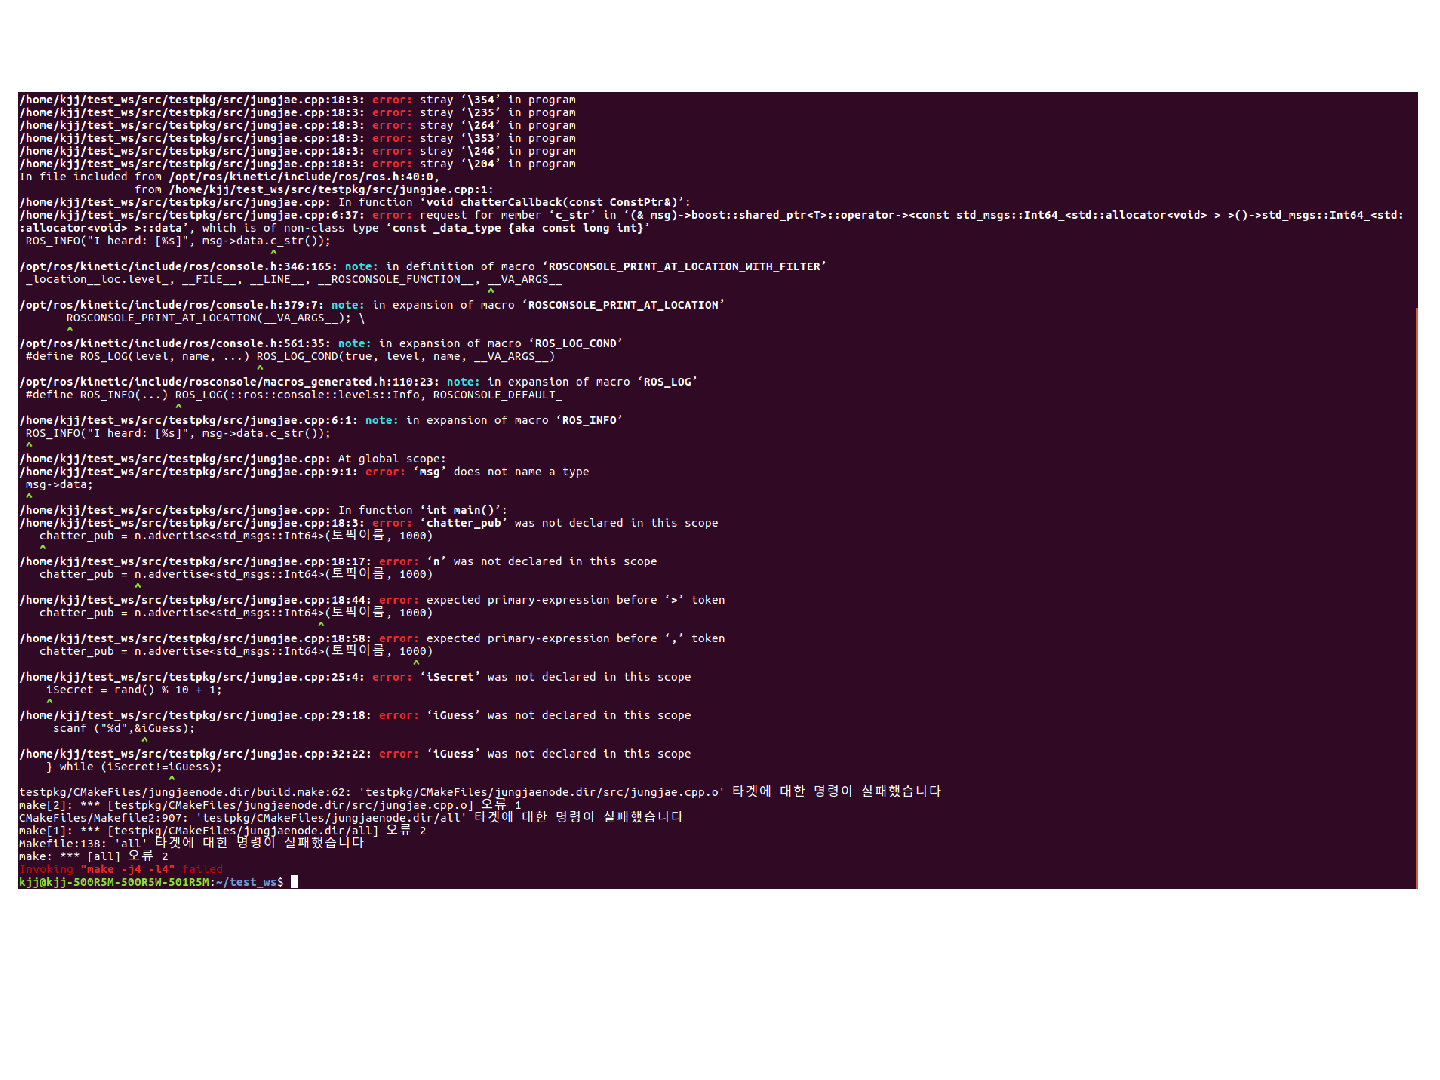 /home/kjj/test_ws/src/testpkg/src/jungjae.cpp:18:3: error: stray ‘\354’ in program
/home/kjj/test_ws/src/testpkg/src/jungjae.cpp:18:3: error: stray ‘\235’ in program
/home/kjj/test_ws/src/testpkg/src/jungjae.cpp:18:3: error: stray ‘\264’ in program
/home/kjj/test_ws/src/testpkg/src/jungjae.cpp:18:3: error: stray ‘\353’ in program
/home/kjj/test_ws/src/testpkg/src/jungjae.cpp:18:3: error: stray ‘\246’ in program
/home/kjj/test_ws/src/testpkg/src/jungjae.cpp:18:3: error: stray ‘\204’ in program
In file included from /opt/ros/kinetic/include/ros/ros.h:40:0,
from /home/kjj/test_ws/src/testpkg/src/jungjae.cpp:1:
/home/kjj/test_ws/src/testpkg/src/jungjae.cpp: In function ‘void chatterCallback(const ConstPtr&)’:
/home/kjj/test_ws/src/testpkg/src/jungjae.cpp:6:37: error: request for member ‘c_str’ in ‘(& msg)->boost::shared_ptr<T>::operator-><const std_msgs::Int64_<std::allocator<void> > >()->std_msgs::Int64_<std:
:allocator<void> >::data’, which is of non-class type ‘const _data_type {aka const long int}’
ROS_INFO("I heard: [%s]", msg->data.c_str());
^
/opt/ros/kinetic/include/ros/console.h:346:165: note: in definition of macro ‘ROSCONSOLE_PRINT_AT_LOCATION_WITH_FILTER’
_location__loc.level_, __FILE__, __LINE__, __ROSCONSOLE_FUNCTION__, __VA_ARGS__
^
/opt/ros/kinetic/include/ros/console.h:379:7: note: in expansion of macro ‘ROSCONSOLE_PRINT_AT_LOCATION’
ROSCONSOLE_PRINT_AT_LOCATION(__VA_ARGS__); \
^
/opt/ros/kinetic/include/ros/console.h:561:35: note: in expansion of macro ‘ROS_LOG_COND’
#define ROS_LOG(level, name, ...) ROS_LOG_COND(true, level, name, __VA_ARGS__)
^
/opt/ros/kinetic/include/rosconsole/macros_generated.h:110:23: note: in expansion of macro ‘ROS_LOG’
#define ROS_INFO(...) ROS_LOG(::ros::console::levels::Info, ROSCONSOLE_DEFAULT_
^
/home/kjj/test_ws/src/testpkg/src/jungjae.cpp:6:1: note: in expansion of macro ‘ROS_INFO’
ROS_INFO("I heard: [%s]", msg->data.c_str());
^
/home/kjj/test_ws/src/testpkg/src/jungjae.cpp: At global scope:
/home/kjj/test_ws/src/testpkg/src/jungjae.cpp:9:1: error: ‘msg’ does not name a type
msg->data;
^
/home/kjj/test_ws/src/testpkg/src/jungjae.cpp: In function ‘int main()’:
/home/kjj/test_ws/src/testpkg/src/jungjae.cpp:18:3: error: ‘chatter_pub’ was not declared in this scope
chatter_pub = n.advertise<std_msgs::Int64>(토픽이름, 1000)
^
/home/kjj/test_ws/src/testpkg/src/jungjae.cpp:18:17: error: ‘n’ was not declared in this scope
chatter_pub = n.advertise<std_msgs::Int64>(토픽이름, 1000)
^
/home/kjj/test_ws/src/testpkg/src/jungjae.cpp:18:44: error: expected primary-expression before ‘>’ token
chatter_pub = n.advertise<std_msgs::Int64>(토픽이름, 1000)
^
/home/kjj/test_ws/src/testpkg/src/jungjae.cpp:18:58: error: expected primary-expression before ‘,’ token
chatter_pub = n.advertise<std_msgs::Int64>(토픽이름, 1000)
^
/home/kjj/test_ws/src/testpkg/src/jungjae.cpp:25:4: error: ‘iSecret’ was not declared in this scope
iSecret = rand() % 10 + 1;
^
/home/kjj/test_ws/src/testpkg/src/jungjae.cpp:29:18: error: ‘iGuess’ was not declared in this scope
scanf ("%d",&iGuess);
^
/home/kjj/test_ws/src/testpkg/src/jungjae.cpp:32:22: error: ‘iGuess’ was not declared in this scope
} while (iSecret!=iGuess);
^
testpkg/CMakeFiles/jungjaenode.dir/build.make:62: 'testpkg/CMakeFiles/jungjaenode.dir/src/jungjae.cpp.o' 타겟에 대한 명령이 실패했습니다
make[2]: *** [testpkg/CMakeFiles/jungjaenode.dir/src/jungjae.cpp.o] 오류 1
CMakeFiles/Makefile2:907: 'testpkg/CMakeFiles/jungjaenode.dir/all' 타겟에 대한 명령이 실패했습니다
make[1]: *** [testpkg/CMakeFiles/jungjaenode.dir/all] 오류 2
Makefile:138: 'all' 타겟에 대한 명령이 실패했습니다
make: *** [all] 오류 2
Invoking "make -j4 -l4" failed
kjj@kjj-500R5M-500R5W-501R5M:~/test_ws$